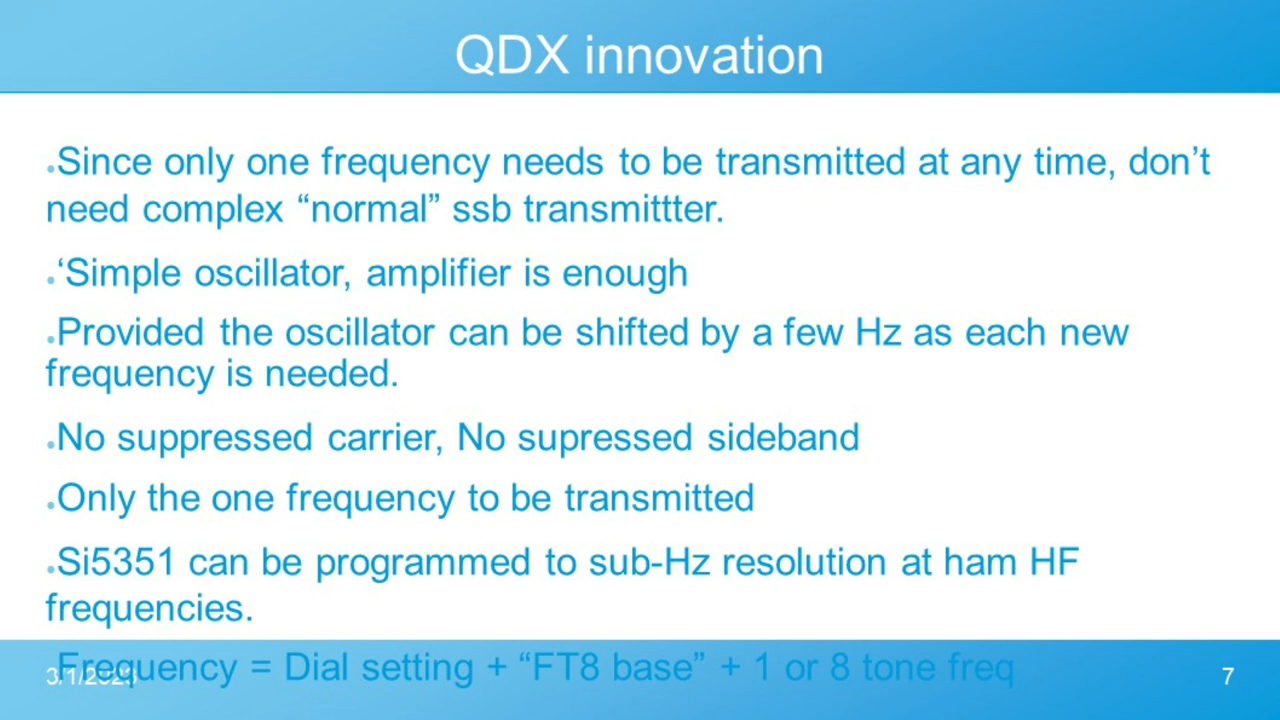 QDX innovation
•Since only one frequency needs to be transmitted at any time, don’t
need complex “normal” ssb transmittter.
•‘Simple oscillator, amplifier is enough
•Provided the oscillator can be shifted by a few Hz as each new
frequency is needed.
•No suppressed carrier, No supressed sideband
•Only the one frequency to be transmitted
•Si5351 can be programmed to sub-Hz resolution at ham HF
frequencies.
Frequency = Dial setting + “FT8 base” + 1 or 8 tone freq
3/1/2023
7